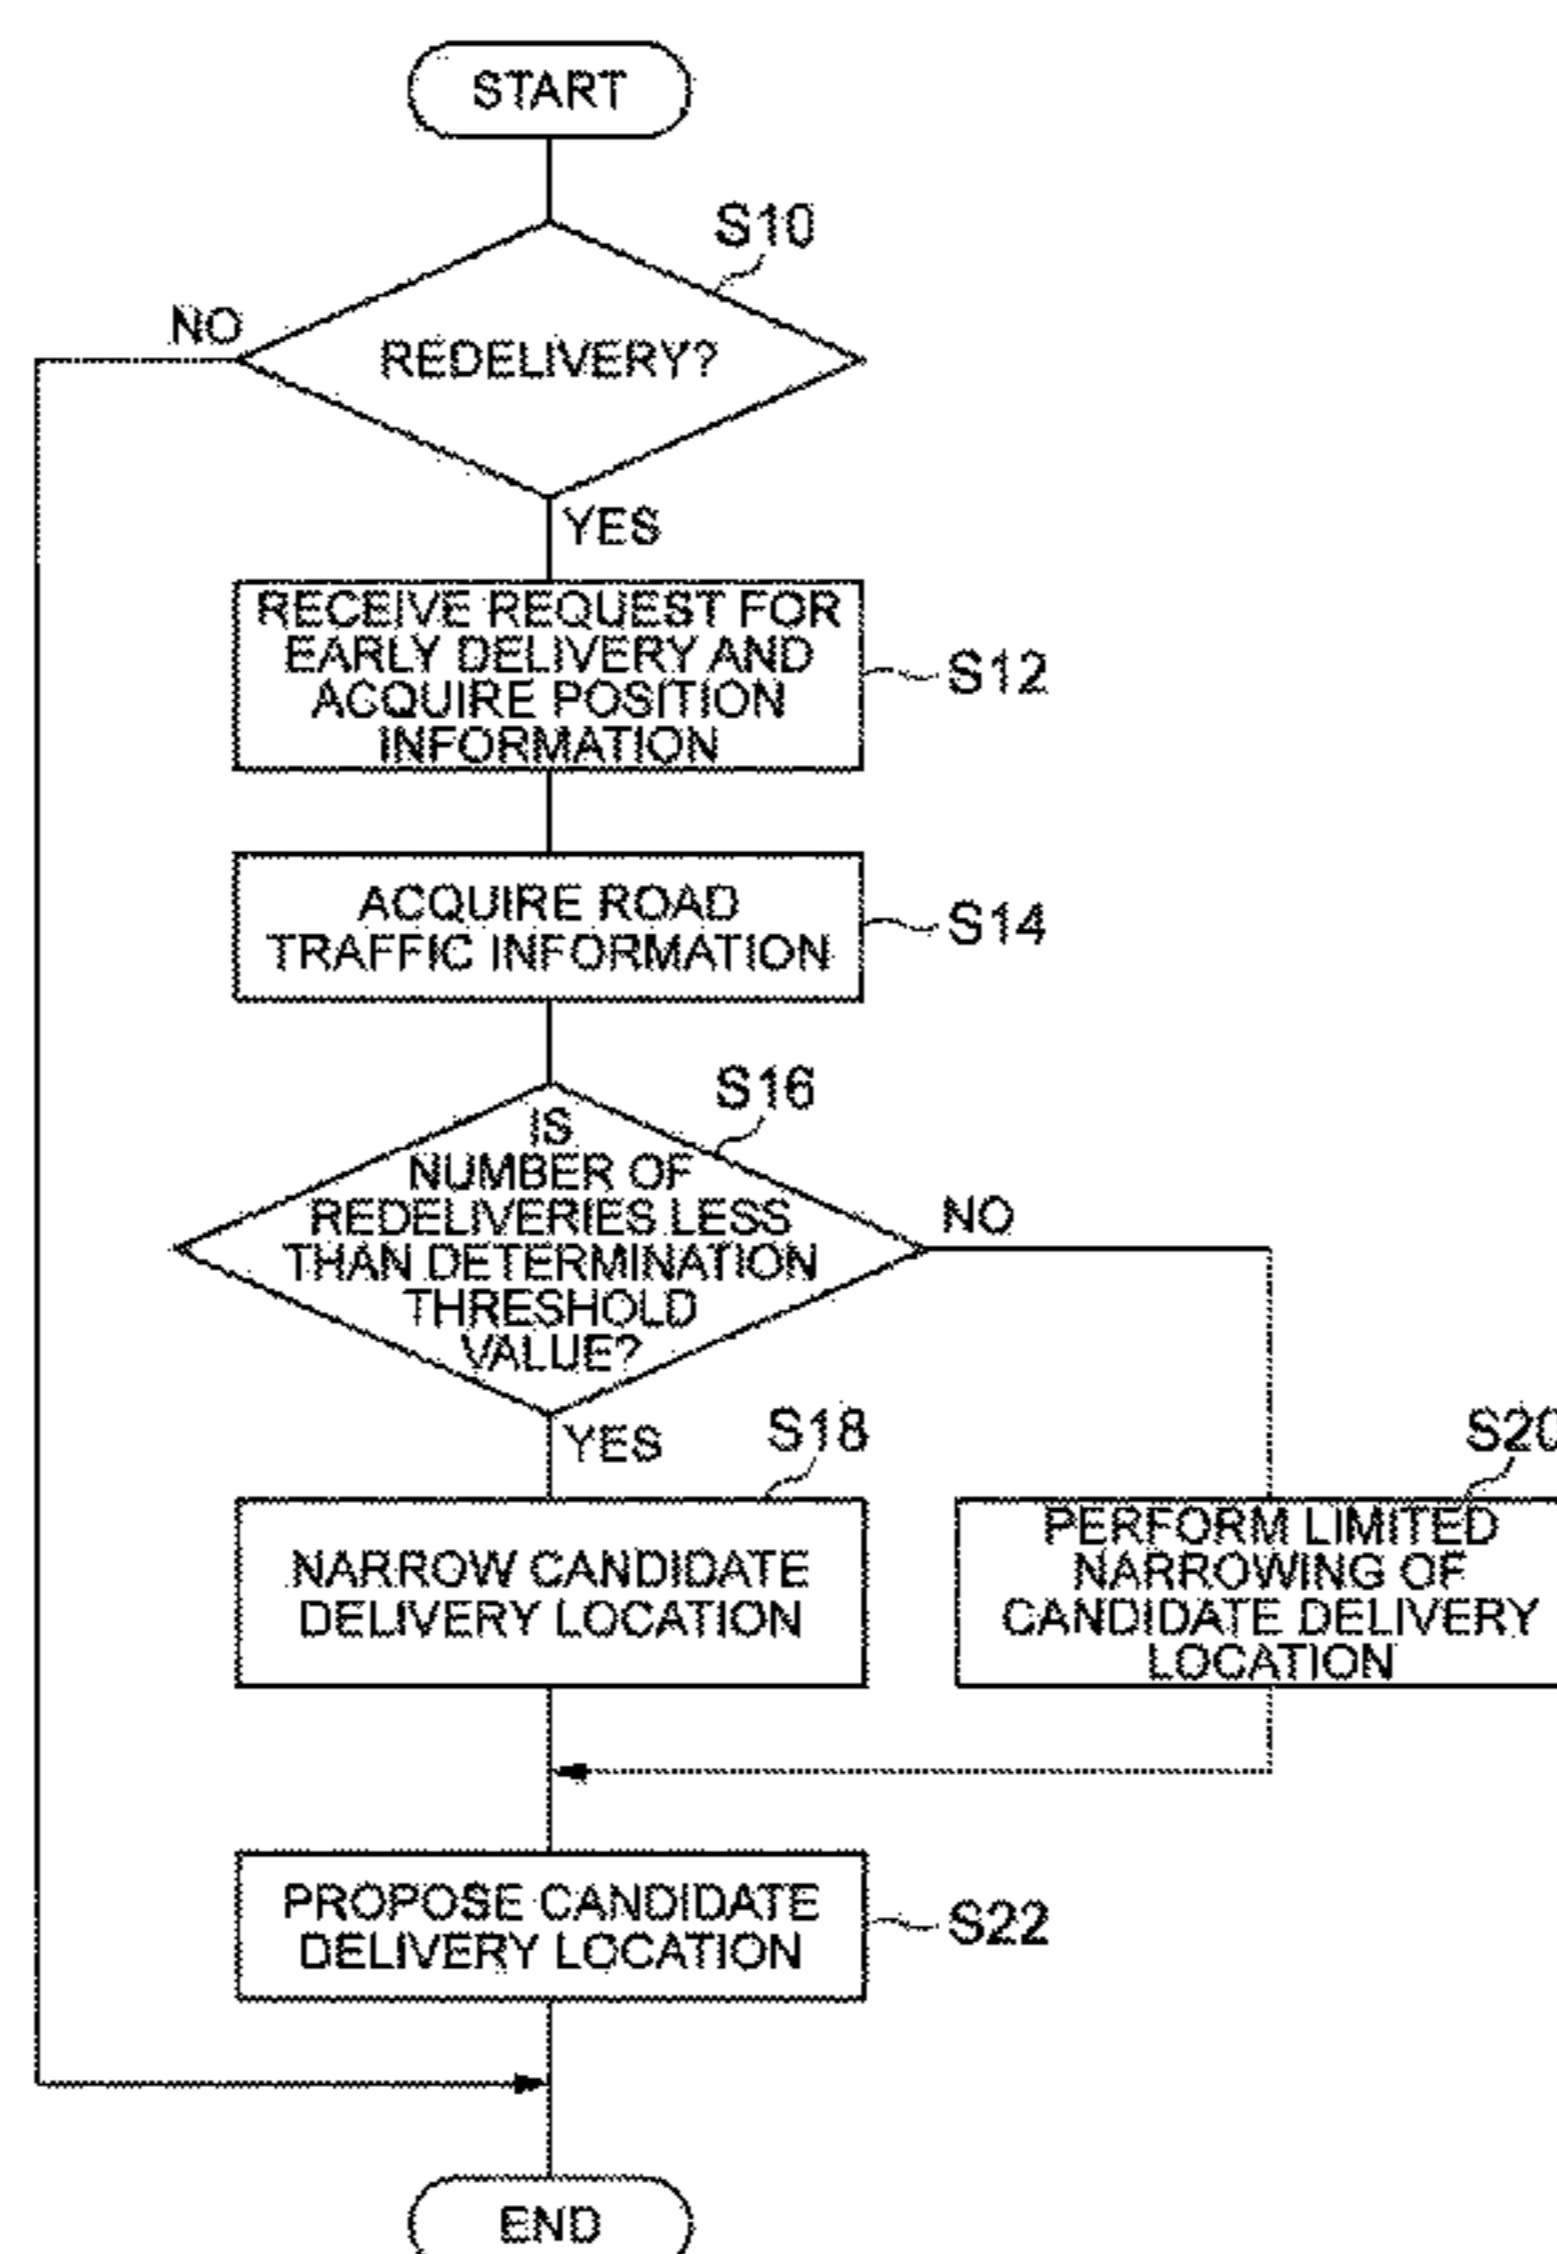 START
S10
NO
REDELIVERY?
YES
RECEIVE REQUEST FOR
EARLY DELIVERY AND
ACQUIRE POSITION
INFORMATION
S12
ACQUIRE ROAD
TRAFFIC INFORMATION
S14
S16
IS
NUMBER OF
REDELIVERIES LESS
THAN DETERMINATION
THRESHOLD
VALUE?
NO
YES
S18
S20
NARROW CANDIDATE
DELIVERY LOCATION
PERFORM LIMITED
NARROWING OF
CANDIDATE DELIVERY
LOCATION
PROPOSE CANDIDATE
DELIVERY LOCATION
S22
END